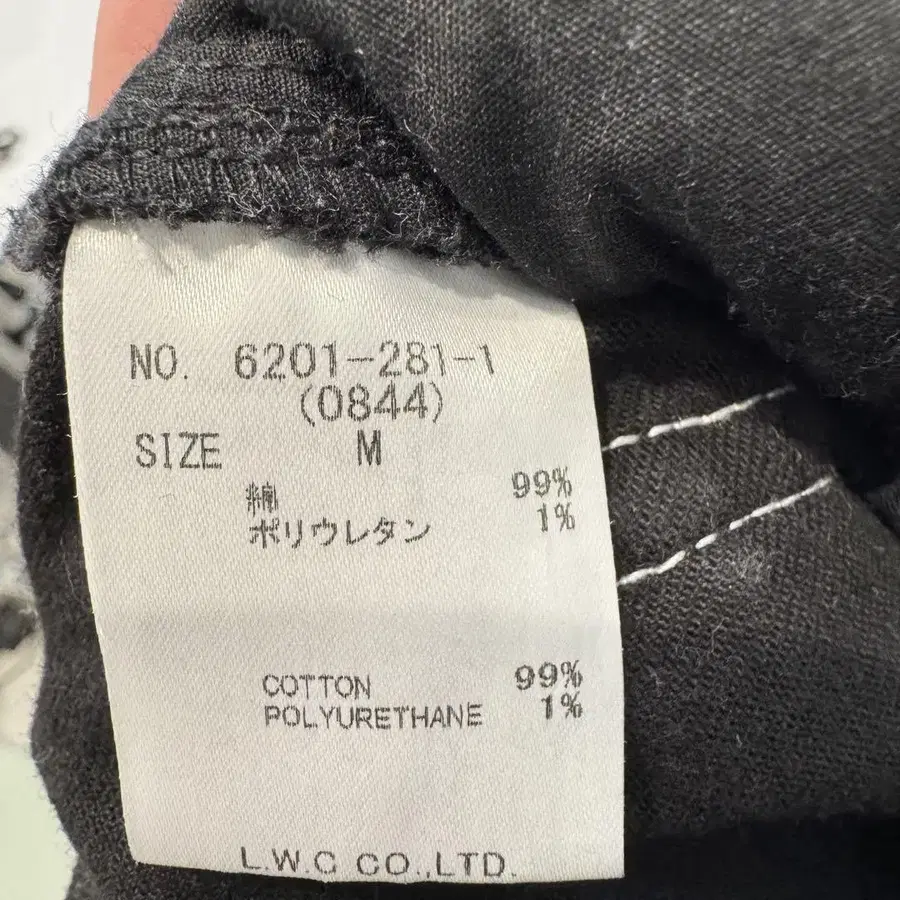 NO. 6201-281-1
(0844)
SIZE M
綿 99%
ポリウレタン 1%
COTTON 99%
POLYURETHANE 1%
L.W.C CO.,LTD.